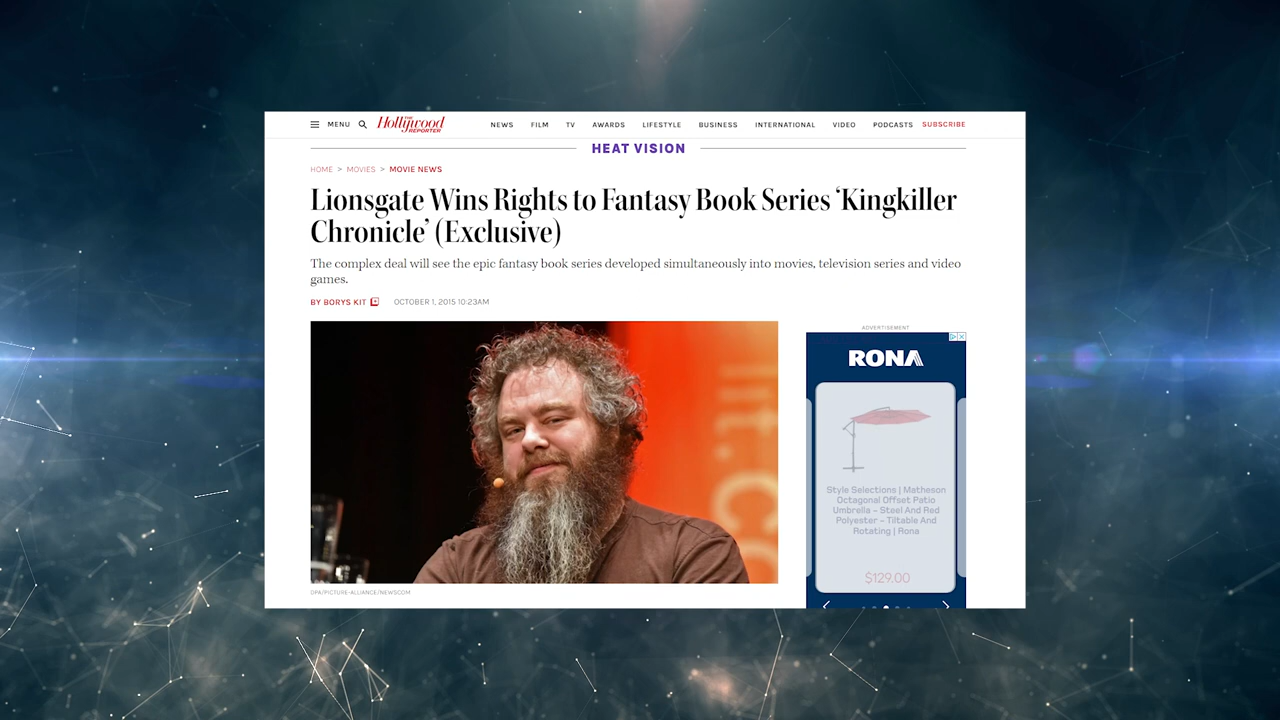 MENU
THE
Hollywood
REPORTER
NEWS FILM TV AWARDS LIFESTYLE BUSINESS INTERNATIONAL VIDEO PODCASTS SUBSCRIBE
HEAT VISION
HOME > MOVIES > MOVIE NEWS
Lionsgate Wins Rights to Fantasy Book Series ‘Kingkiller
Chronicle’ (Exclusive)
The complex deal will see the epic fantasy book series developed simultaneously into movies, television series and video
games.
BY BORYS KIT OCTOBER 1, 2015 10:23AM
lit.CO
DPA/PICTURE-ALLIANCE/NEWSCOM
ADVERTISEMENT
RONA
Style Selections | Matheson
Octagonal Offset Patio
Umbrella – Steel And Red
Polyester – Tiltable And
Rotating | Rona
$129.00